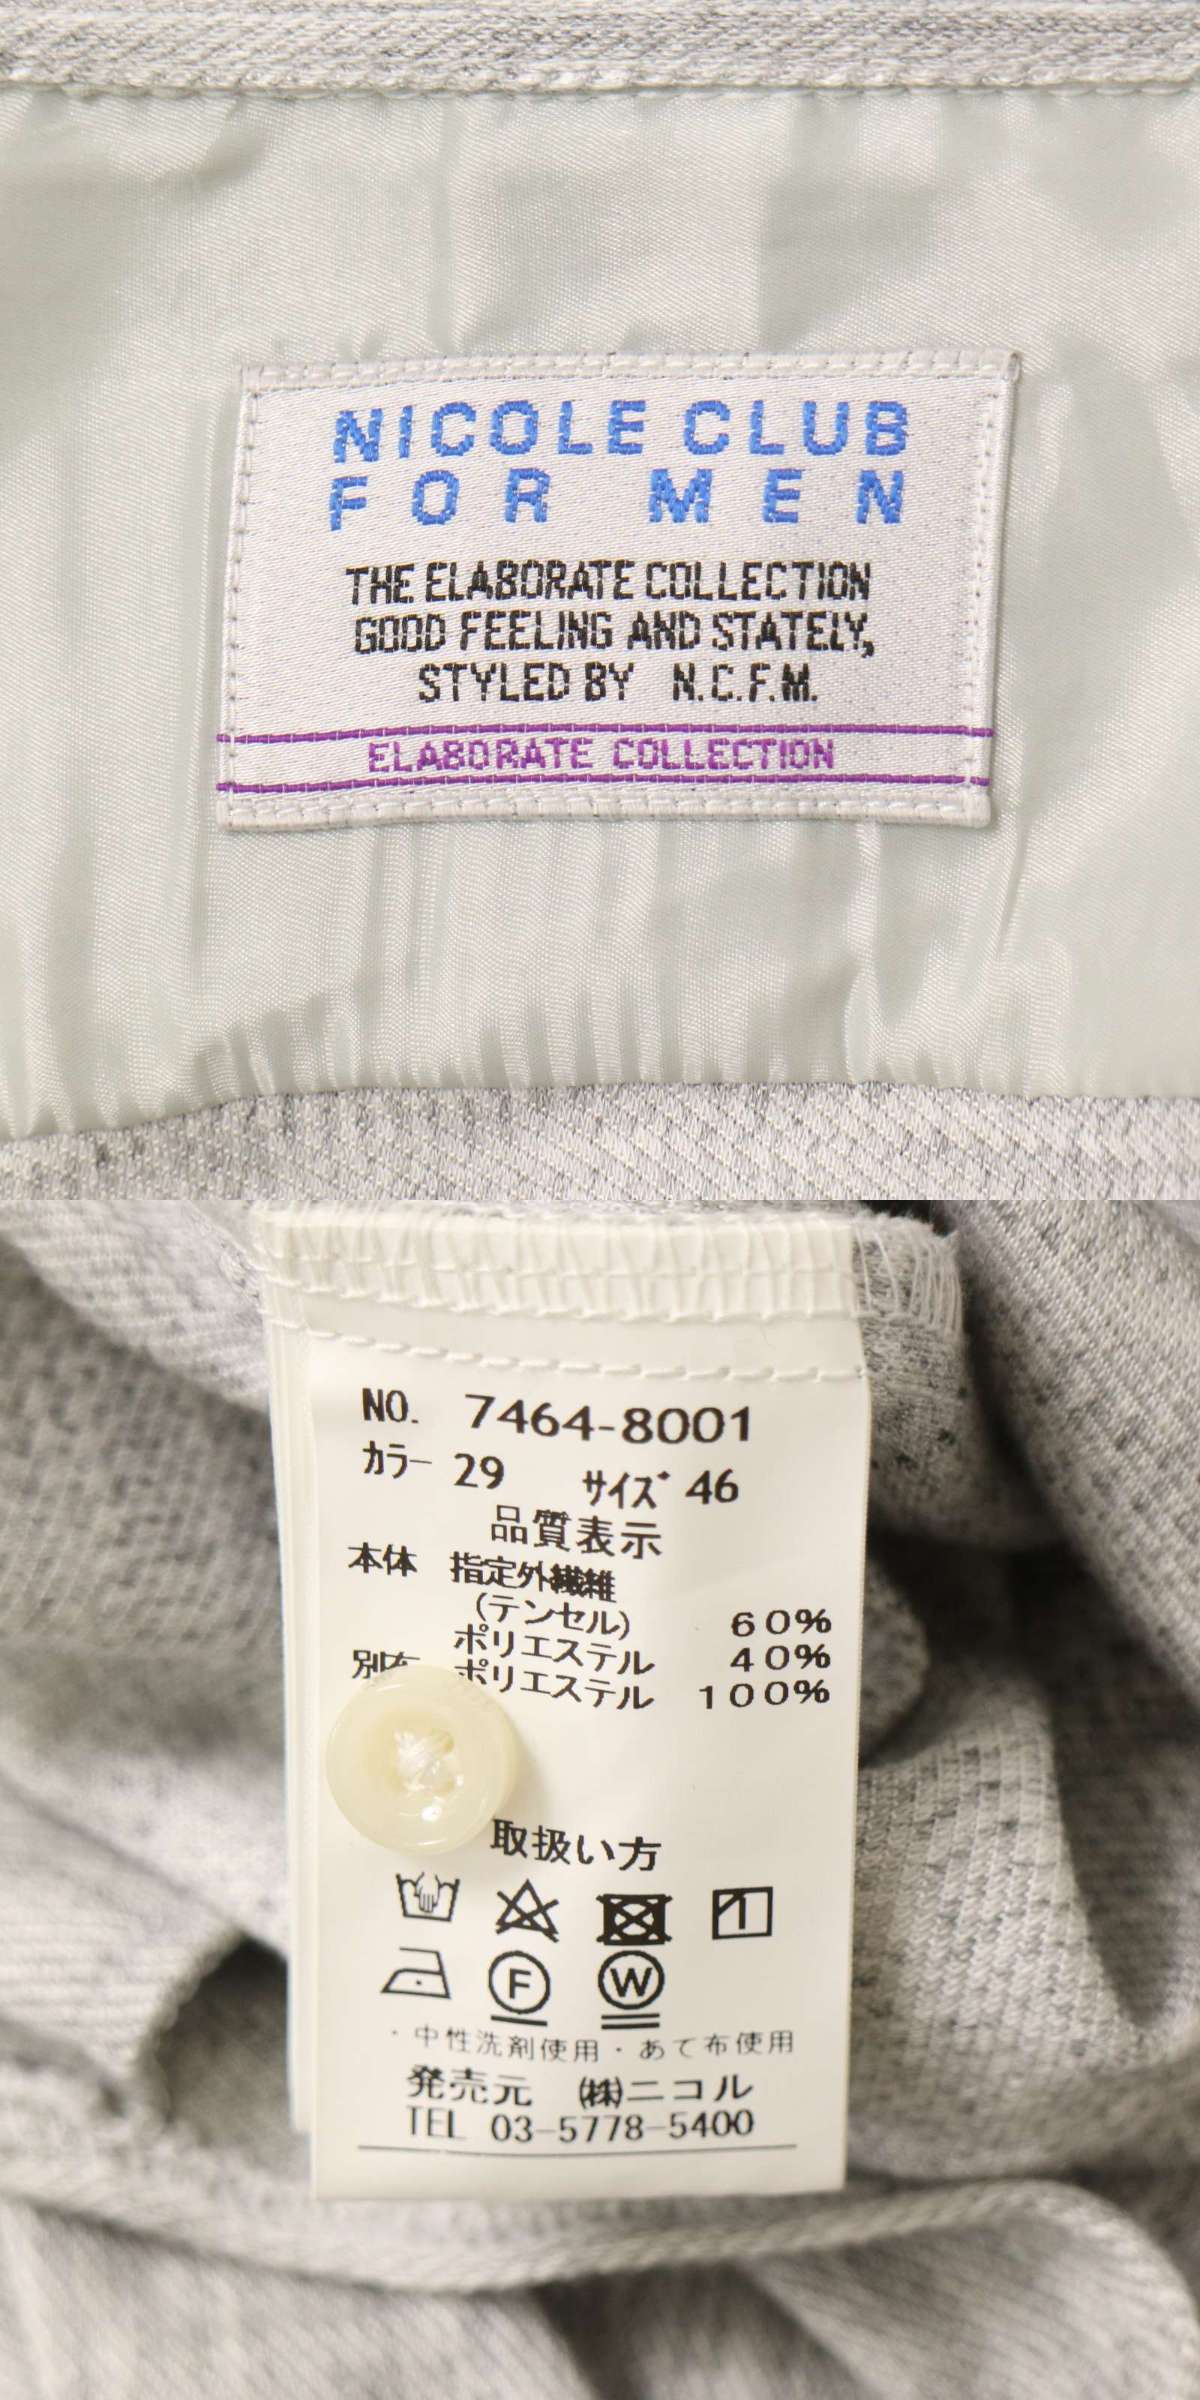 NICOLE CLUB
FOR MEN
THE ELABORATE COLLECTION
GOOD FEELING AND STATELY,
STYLED BY N.C.F.M.
ELABORATE COLLECTION
NO. 7464-8001
カラー 29 サイズ 46
品質表示
本体 指定外繊維
(テンセル) 60%
ポリエステル 40%
別布 ポリエステル 100%
取扱い方
F W
・中性洗剤使用・あて布使用
発売元 (株)ニコル
TEL 03-5778-5400